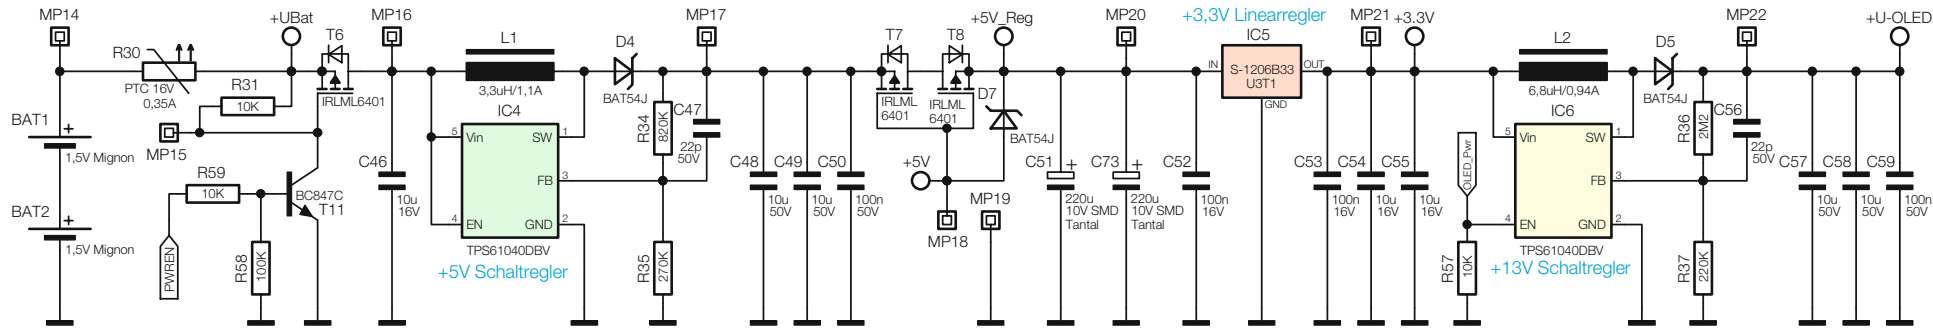 MP14
+UBat
MP16
MP17
+5V_Reg
MP20
+3,3V Linearregler
MP21
+3.3V
MP22
+U-OLED
R30
PTC 16V
0,35A
R31
10K
T6
IRLML6401
L1
3,3uH/1,1A
D4
BAT54J
T7
IRLML
6401
T8
IRLML
6401
D7
BAT54J
IC5
IN
S-1206B33
U3T1
OUT
GND
L2
6,8uH/0,94A
D5
BAT54J
MP15
BAT1
+
1,5V Mignon
BAT2
+
1,5V Mignon
R59
10K
BC847C
T11
PWREN
R58
100K
C46
10u
16V
IC4
5
Vin
SW
1
FB
3
4
EN
GND
2
TPS61040DBV
+5V Schaltregler
R34
820K
C47
22p
50V
R35
270K
C48
10u
50V
C49
10u
50V
C50
100n
50V
+5V
MP18
MP19
C51
+
220u
10V SMD
Tantal
C73
+
220u
10V SMD
Tantal
C52
100n
16V
C53
100n
16V
C54
10u
16V
C55
10u
16V
OLED_Pwr
R57
10K
IC6
5
Vin
SW
1
FB
3
4
EN
GND
2
TPS61040DBV
+13V Schaltregler
R36
2M2
C56
22p
50V
R37
220K
C57
10u
50V
C58
10u
50V
C59
100n
50V